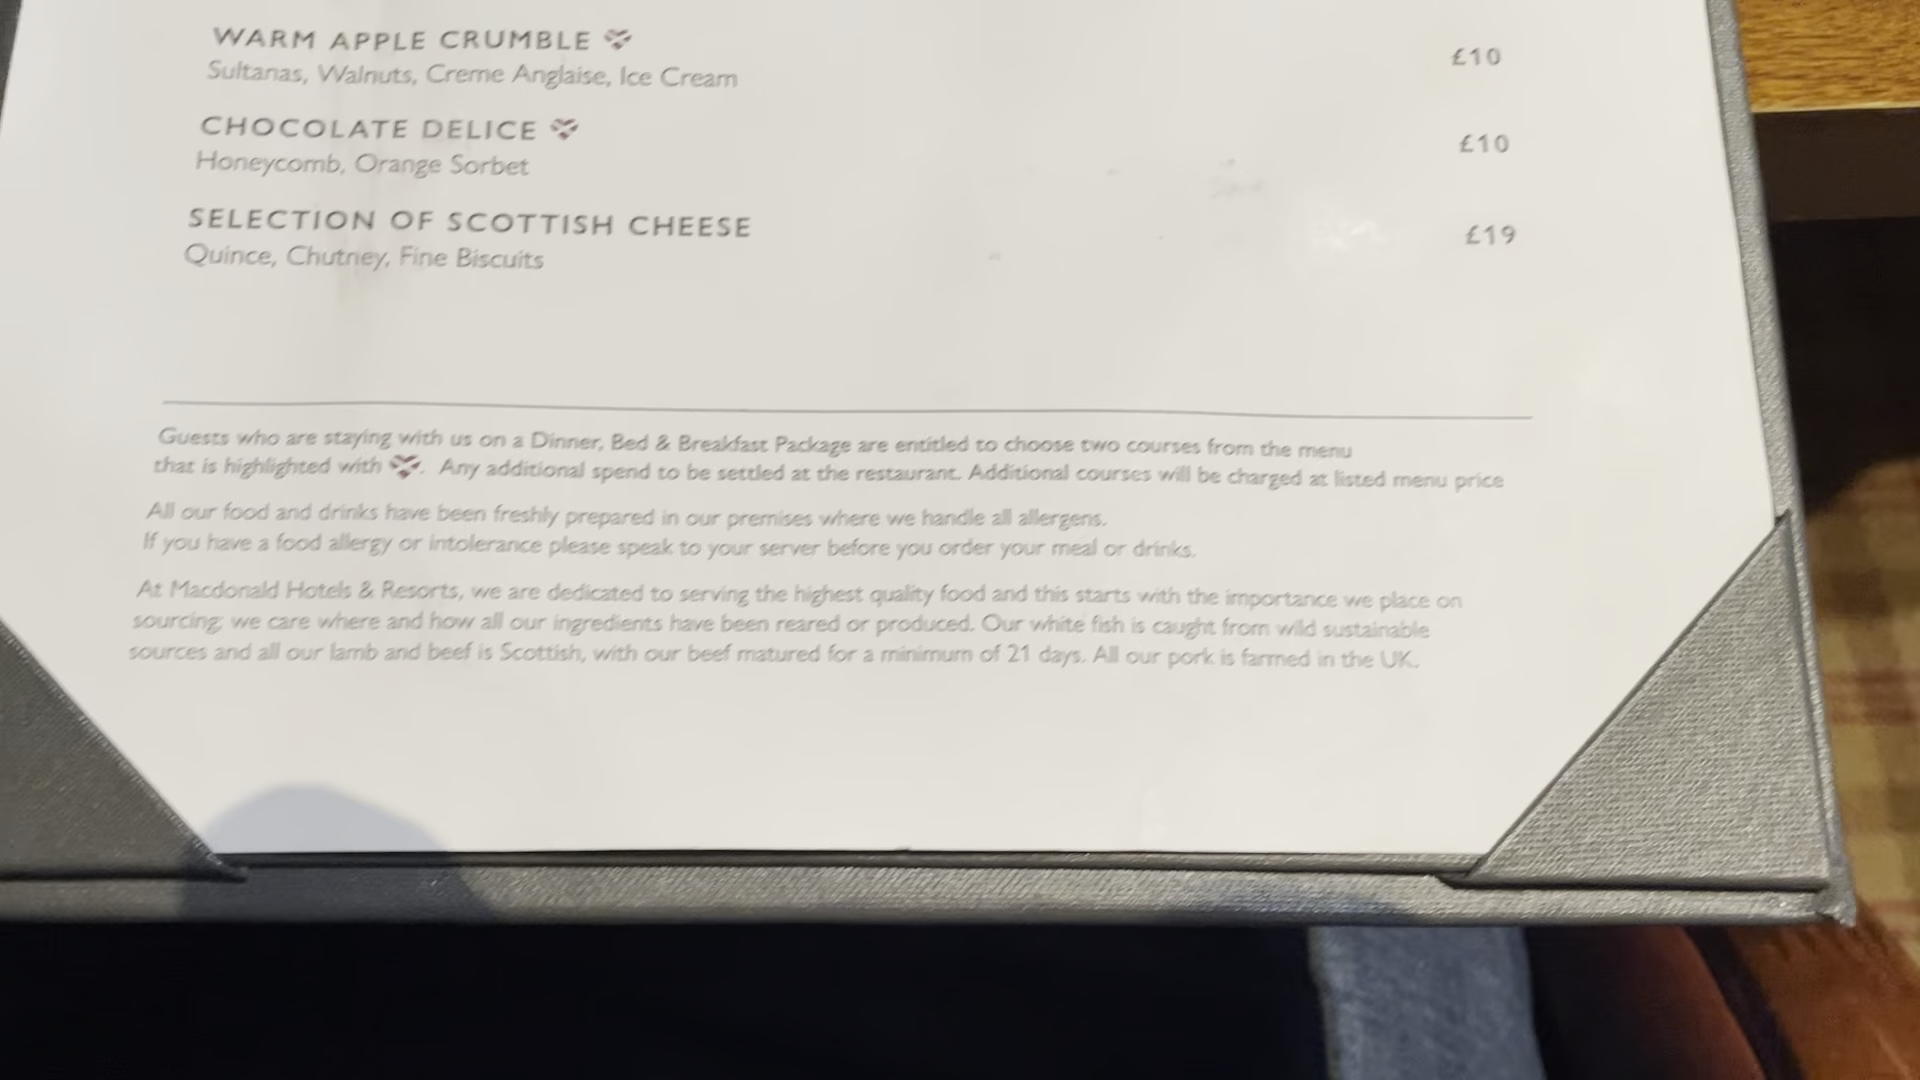 WARM APPLE CRUMBLE
£10
Sultanas, Walnuts, Creme Anglaise, Ice Cream
CHOCOLATE DELICE
£10
Honeycomb, Orange Sorbet
SELECTION OF SCOTTISH CHEESE
£19
Quince, Chutney, Fine Biscuits
Guests who are staying with us on a Dinner, Bed & Breakfast Package are entitled to choose two courses from the menu
that is highlighted with . Any additional spend to be settled at the restaurant. Additional courses will be charged at listed menu price
All our food and drinks have been freshly prepared in our premises where we handle all allergens.
If you have a food allergy or intolerance please speak to your server before you order your meal or drinks.
At Macdonald Hotels & Resorts, we are dedicated to serving the highest quality food and this starts with the importance we place on
sourcing; we care where and how all our ingredients have been reared or produced. Our white fish is caught from wild sustainable
sources and all our lamb and beef is Scottish, with our beef matured for a minimum of 21 days. All our pork is farmed in the UK.